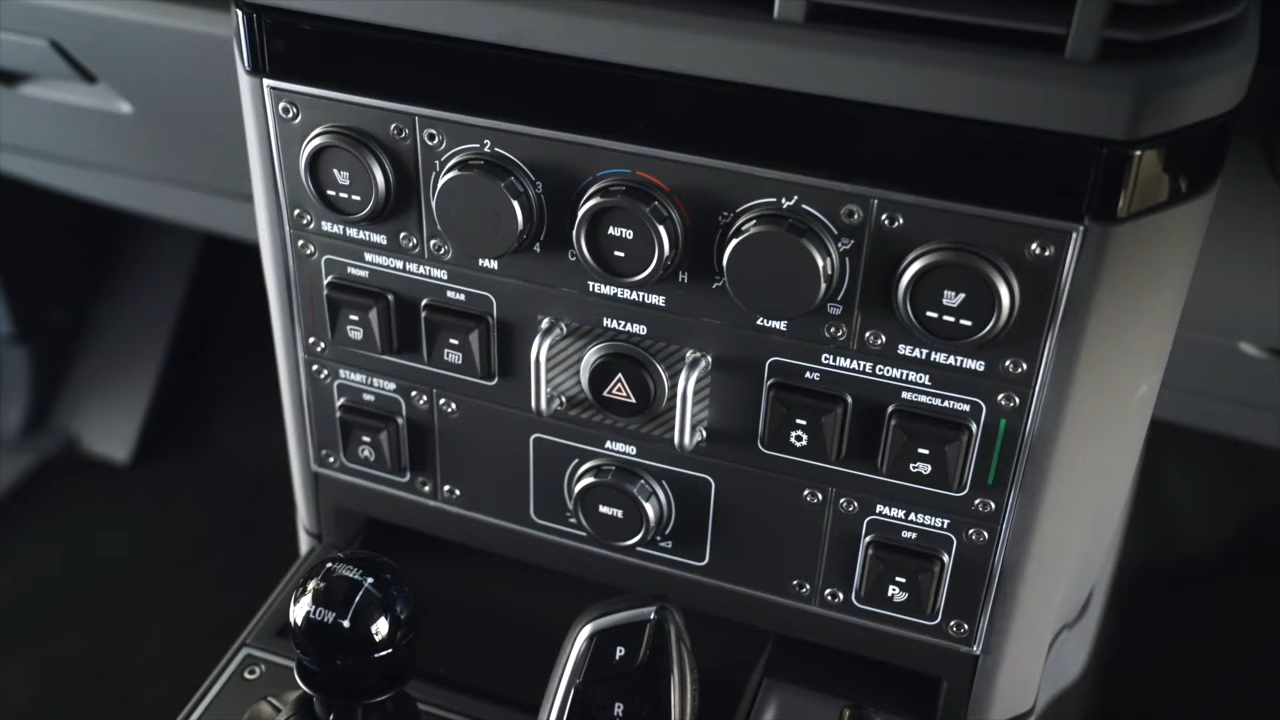 1
2
3
4
SEAT HEATING
FAN
AUTO
C
H
TEMPERATURE
ZONE
SEAT HEATING
WINDOW HEATING
FRONT
REAR
HAZARD
CLIMATE CONTROL
A/C
RECIRCULATION
START/STOP
OFF
A
AUDIO
MUTE
PARK ASSIST
OFF
P
HIGH
LOW
P
R